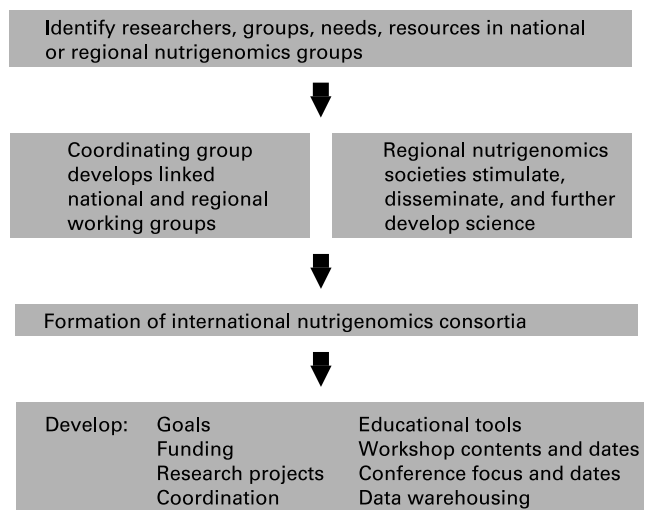 Identify researchers, groups, needs, resources in national
or regional nutrigenomics groups
Coordinating group
develops linked
national and regional
working groups
Regional nutrigenomics
societies stimulate,
disseminate, and further
develop science
Formation of international nutrigenomics consortia
Develop: Goals Educational tools
Funding Workshop contents and dates
Research projects Conference focus and dates
Coordination Data warehousing